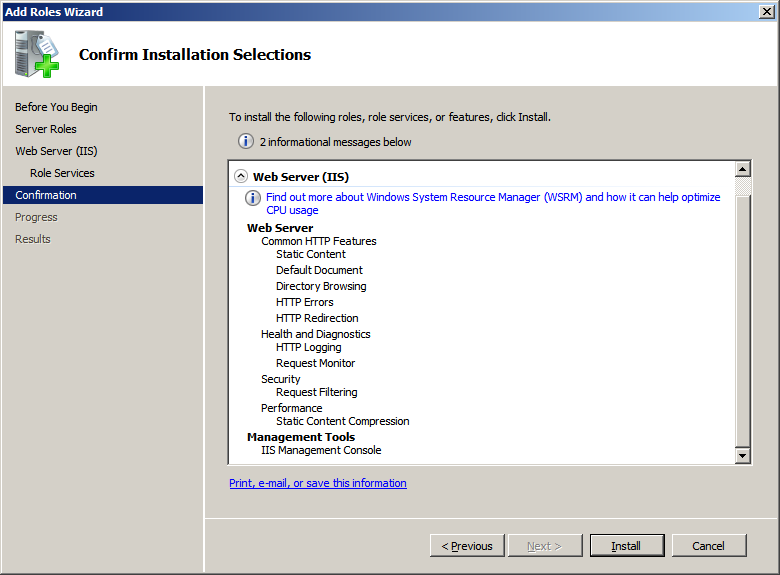 Add Roles Wizard
Confirm Installation Selections
Before You Begin
Server Roles
Web Server (IIS)
Role Services
Confirmation
Progress
Results
To install the following roles, role services, or features, click Install.
2 informational messages below
Web Server (IIS)
Find out more about Windows System Resource Manager (WSRM) and how it can help optimize
CPU usage
Web Server
Common HTTP Features
Static Content
Default Document
Directory Browsing
HTTP Errors
HTTP Redirection
Health and Diagnostics
HTTP Logging
Request Monitor
Security
Request Filtering
Performance
Static Content Compression
Management Tools
IIS Management Console
Print, e-mail, or save this information
< Previous
Next >
Install
Cancel